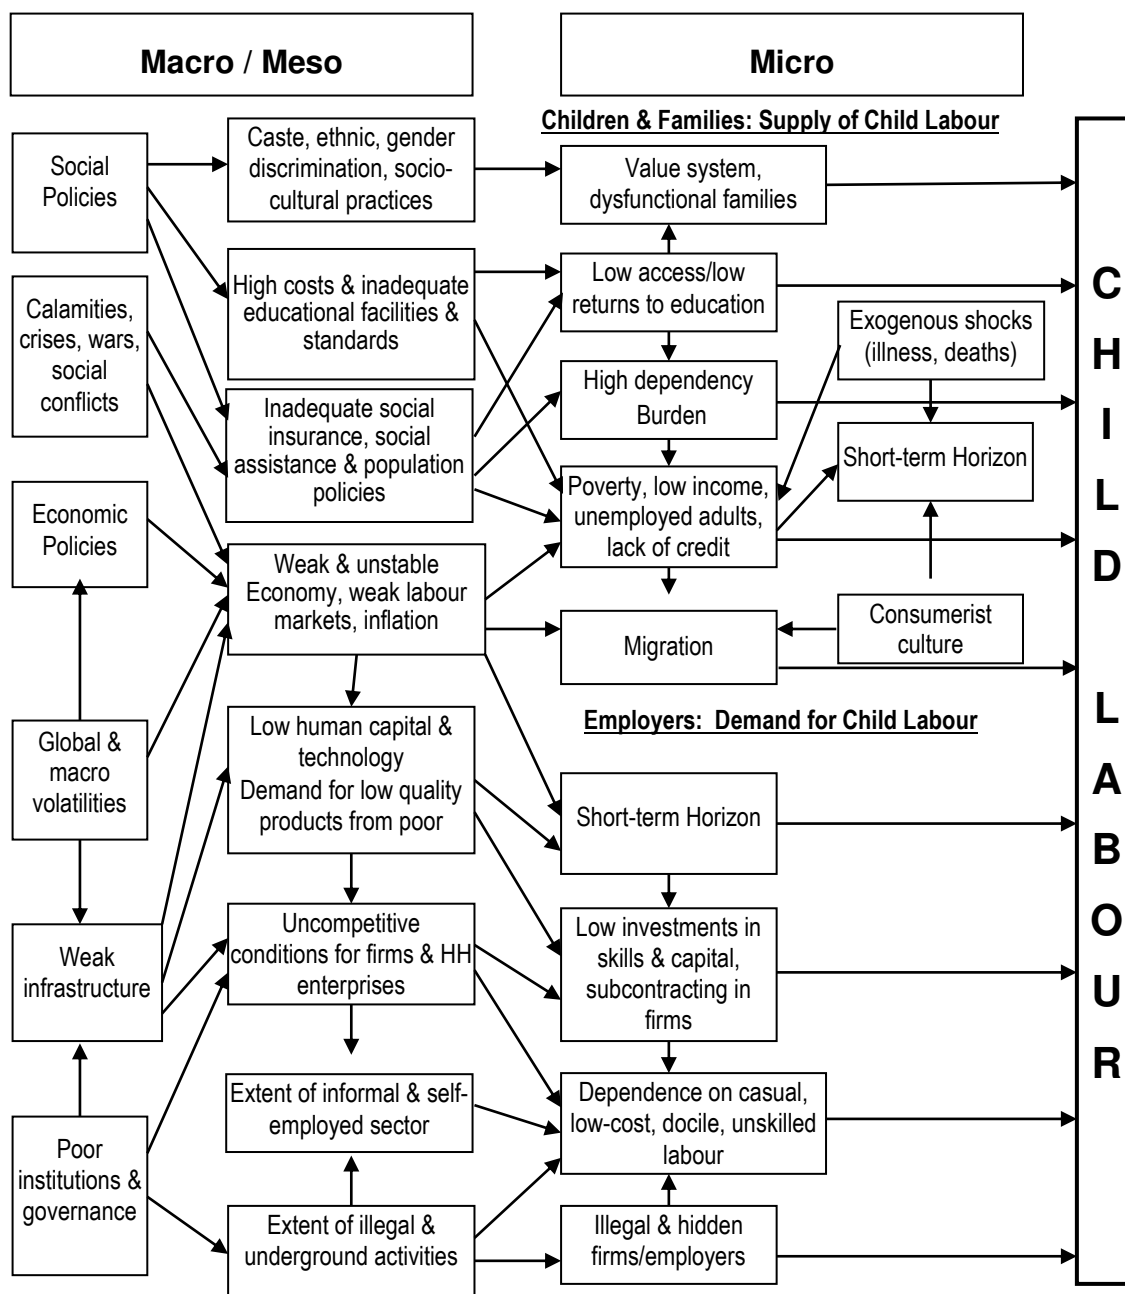 Macro / Meso
Micro
Children & Families: Supply of Child Labour
Social
Policies
Calamities,
crises, wars,
social
conflicts
Economic
Policies
Global &
macro
volatilities
Weak
infrastructure
Poor
institutions &
governance
Caste, ethnic, gender
discrimination, socio-
cultural practices
High costs & inadequate
educational facilities &
standards
Inadequate social
insurance, social
assistance & population
policies
Weak & unstable
Economy, weak labour
markets, inflation
Low human capital &
technology
Demand for low quality
products from poor
Uncompetitive
conditions for firms & HH
enterprises
Extent of informal & self-
employed sector
Extent of illegal &
underground activities
Value system,
dysfunctional families
Low access/low
returns to education
High dependency
Burden
Poverty, low income,
unemployed adults,
lack of credit
Migration
Exogenous shocks
(illness, deaths)
Short-term Horizon
Consumerist
culture
Employers: Demand for Child Labour
Short-term Horizon
Low investments in
skills & capital,
subcontracting in
firms
Dependence on casual,
low-cost, docile, unskilled
labour
Illegal & hidden
firms/employers
C
H
I
L
D
L
A
B
O
U
R